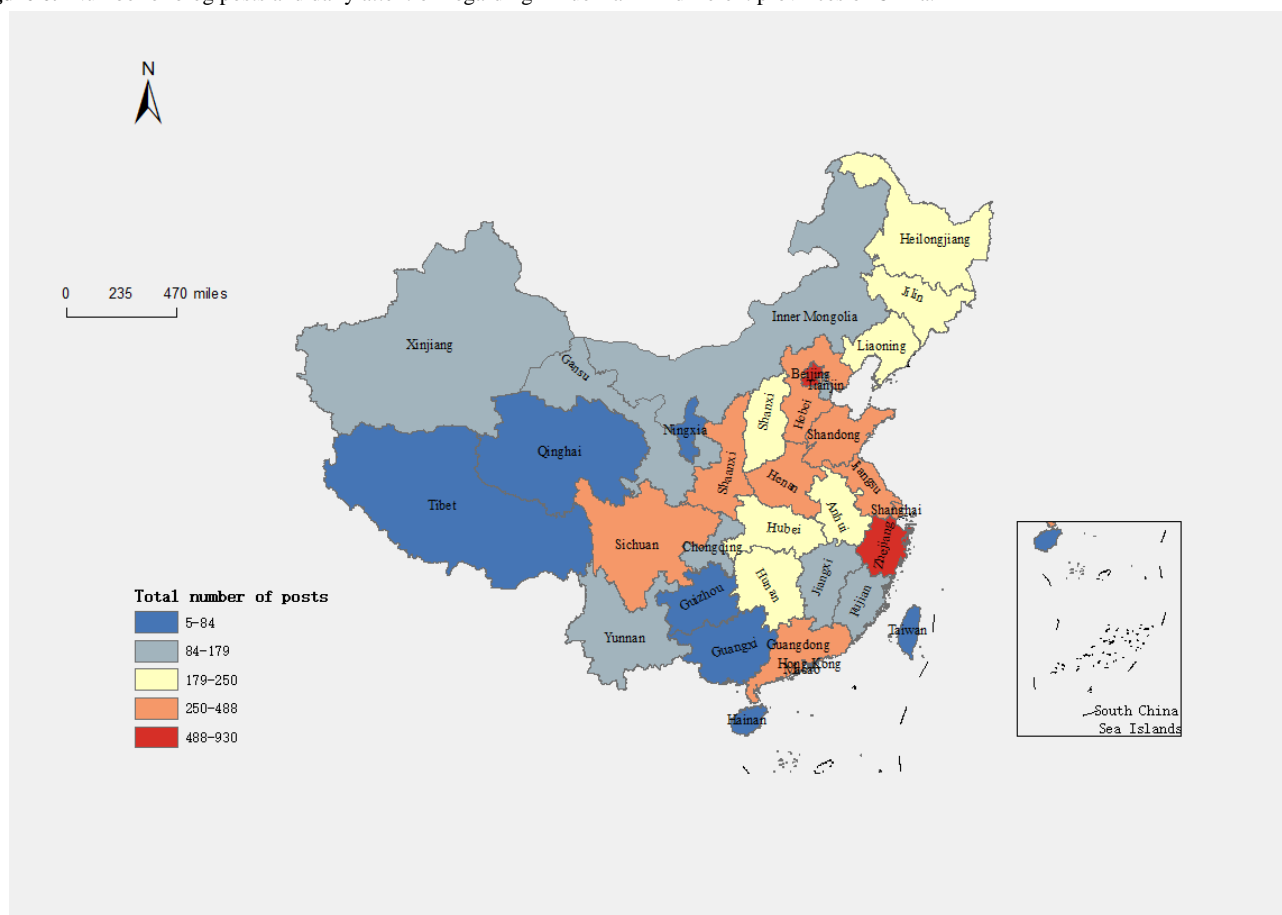 N
0 235 470 miles
Heilongjiang
Jilin
Inner Mongolia
Liaoning
Xinjiang
Gansu
Beijing
Tianjin
Shanxi
Hebei
Ningxia
Shandong
Qinghai
Shaanxi
Henan
Jiangsu
Tibet
Anhui
Shanghai
Hubei
Sichuan
Chongqing
Zhejiang
Hunan
Jiangxi
Fujian
Guizhou
Yunnan
Guangxi
Taiwan
Guangdong
Hong Kong
Macao
Hainan
Total number of posts
5-84
84-179
179-250
250-488
488-930
South China
Sea Islands